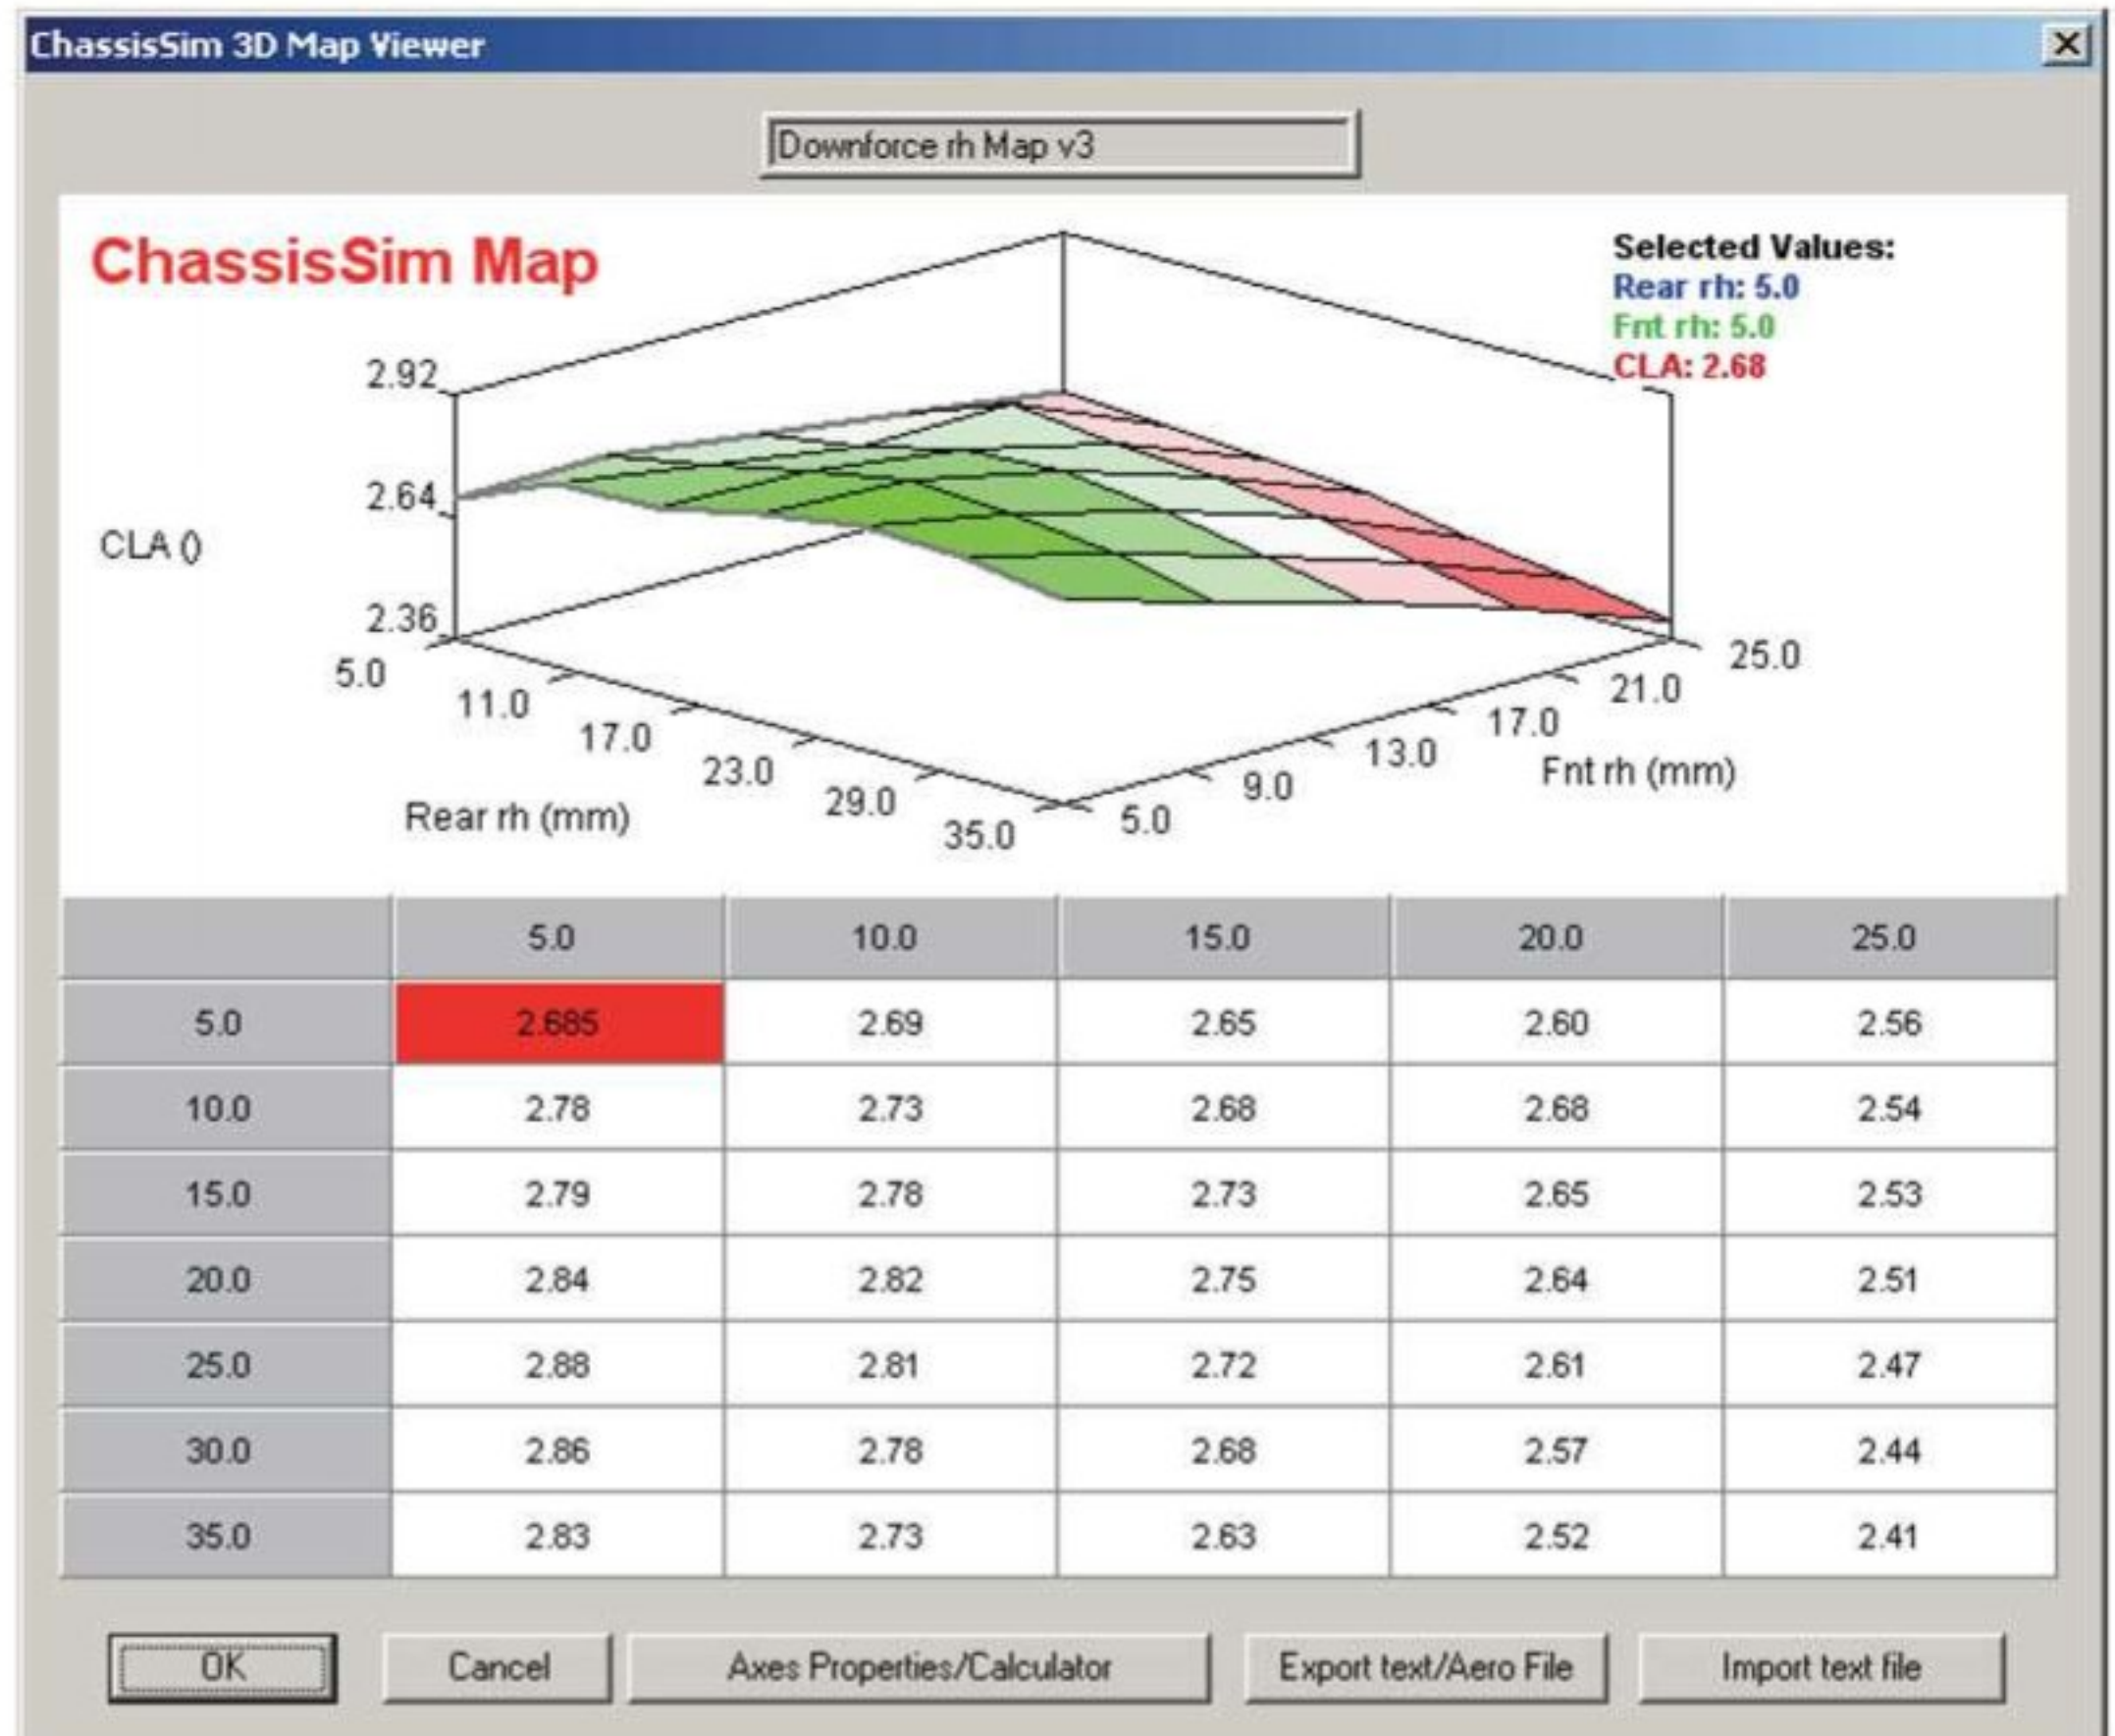 ChassisSim 3D Map Viewer
Downforce rh Map v3
ChassisSim Map
Selected Values:
Rear rh: 5.0
Fnt rh: 5.0
CLA: 2.68
2.92
2.64
CLA ()
2.36
5.0
11.0
17.0
23.0
29.0
35.0
Rear rh (mm)
5.0
9.0
13.0
17.0
21.0
25.0
Fnt rh (mm)
5.0 10.0 15.0 20.0 25.0
5.0 2.685 2.69 2.65 2.60 2.56
10.0 2.78 2.73 2.68 2.68 2.54
15.0 2.79 2.78 2.73 2.65 2.53
20.0 2.84 2.82 2.75 2.64 2.51
25.0 2.88 2.81 2.72 2.61 2.47
30.0 2.86 2.78 2.68 2.57 2.44
35.0 2.83 2.73 2.63 2.52 2.41
OK Cancel Axes Properties/Calculator Export text/Aero File Import text file